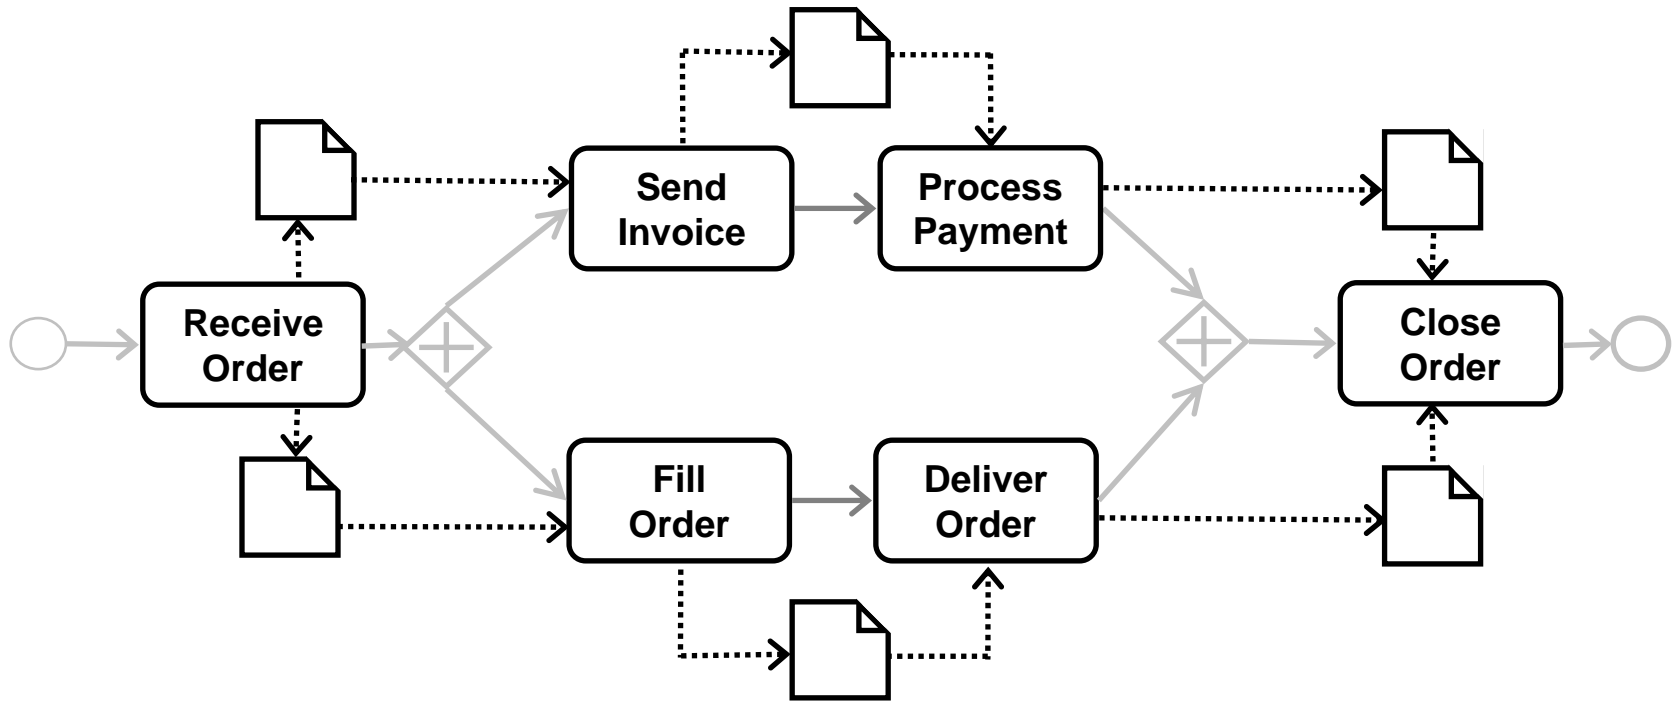 Send
Invoice
Process
Payment
Receive
Order
Close
Order
Fill
Order
Deliver
Order